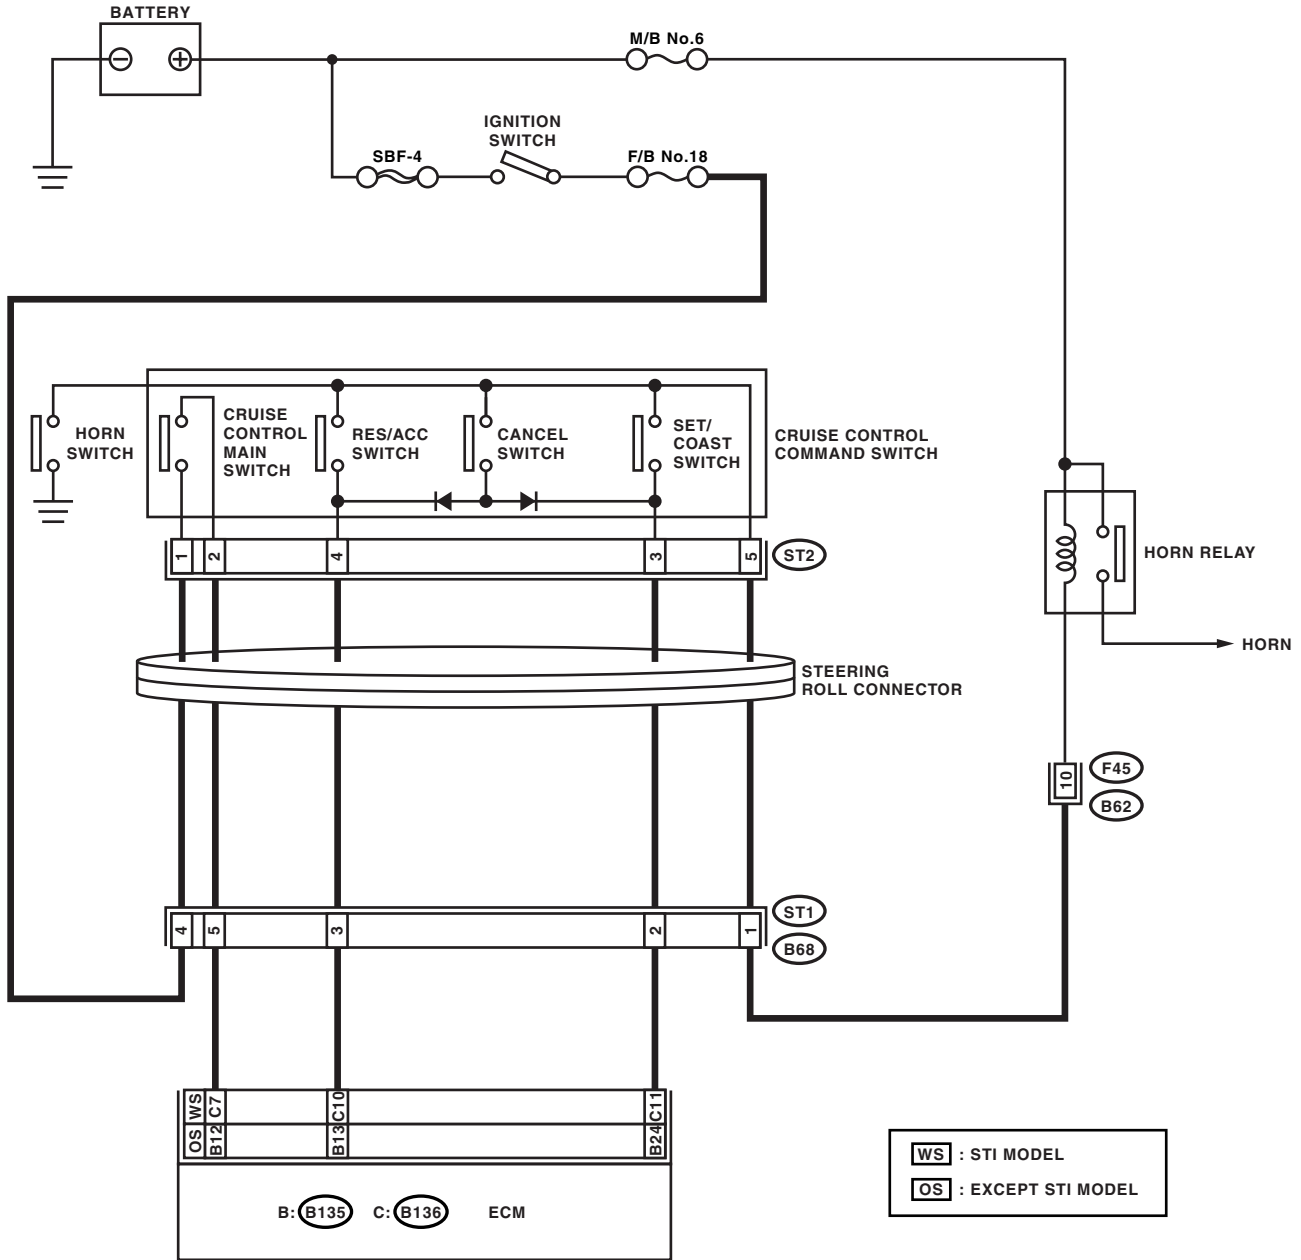 BATTERY
M/B No.6
IGNITION
SWITCH
SBF-4
F/B No.18
HORN
SWITCH
CRUISE
CONTROL
MAIN
SWITCH
RES/ACC
SWITCH
CANCEL
SWITCH
SET/
COAST
SWITCH
CRUISE CONTROL
COMMAND SWITCH
1
2
4
3
5
ST2
HORN RELAY
HORN
STEERING
ROLL CONNECTOR
10
F45
B62
4
5
3
2
1
ST1
B68
WS
C7
C10
C11
OS
B12
B13
B24
B: B135 C: B136 ECM
WS : STI MODEL
OS : EXCEPT STI MODEL